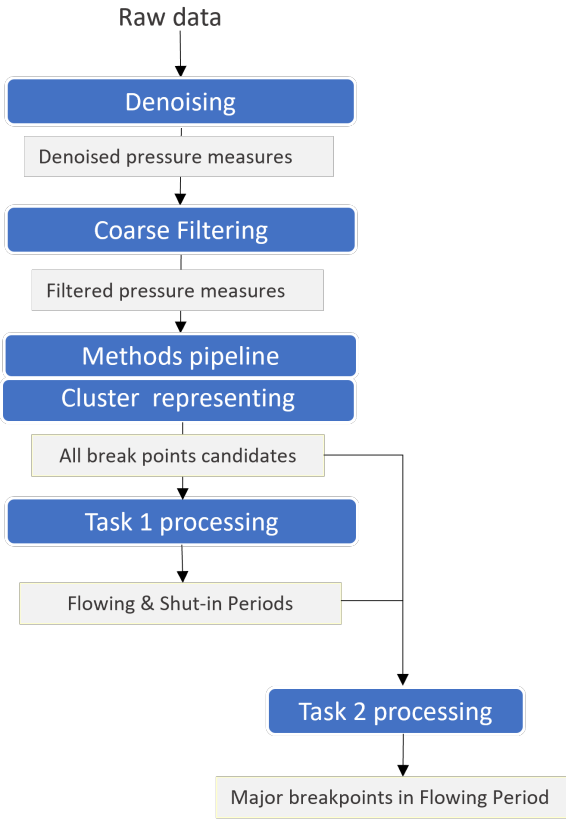 Raw data
Denoising
Denoised pressure measures
Coarse Filtering
Filtered pressure measures
Methods pipeline
Cluster representing
All break points candidates
Task 1 processing
Flowing & Shut-in Periods
Task 2 processing
Major breakpoints in Flowing Period